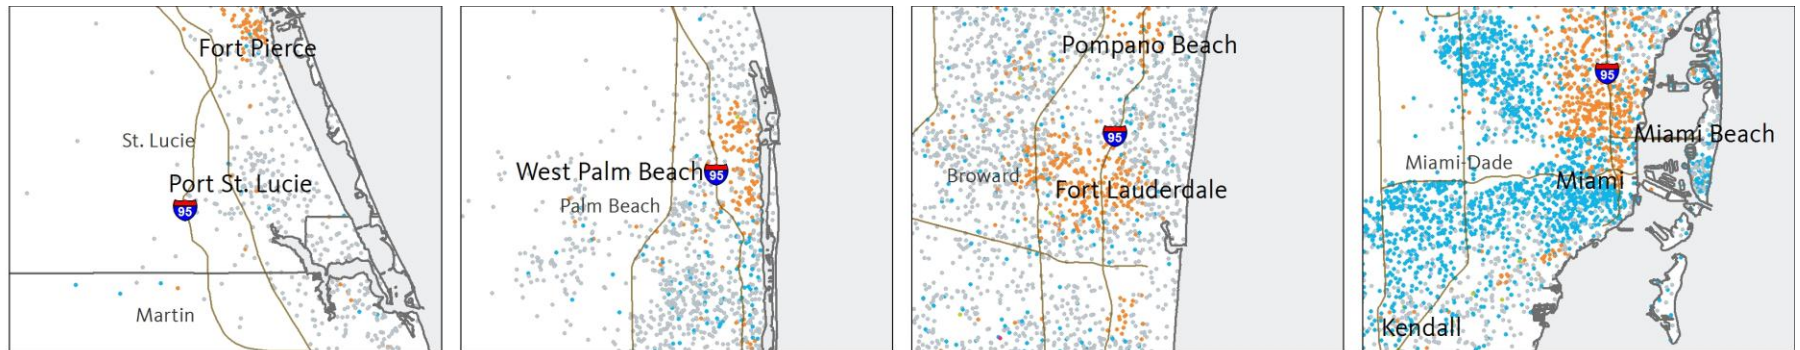 Fort Pierce
St. Lucie
Port St. Lucie
95
Martin
West Palm Beach
95
Palm Beach
Pompano Beach
95
Broward
Fort Lauderdale
95
Miami Beach
Miami-Dade
Miami
Kendall